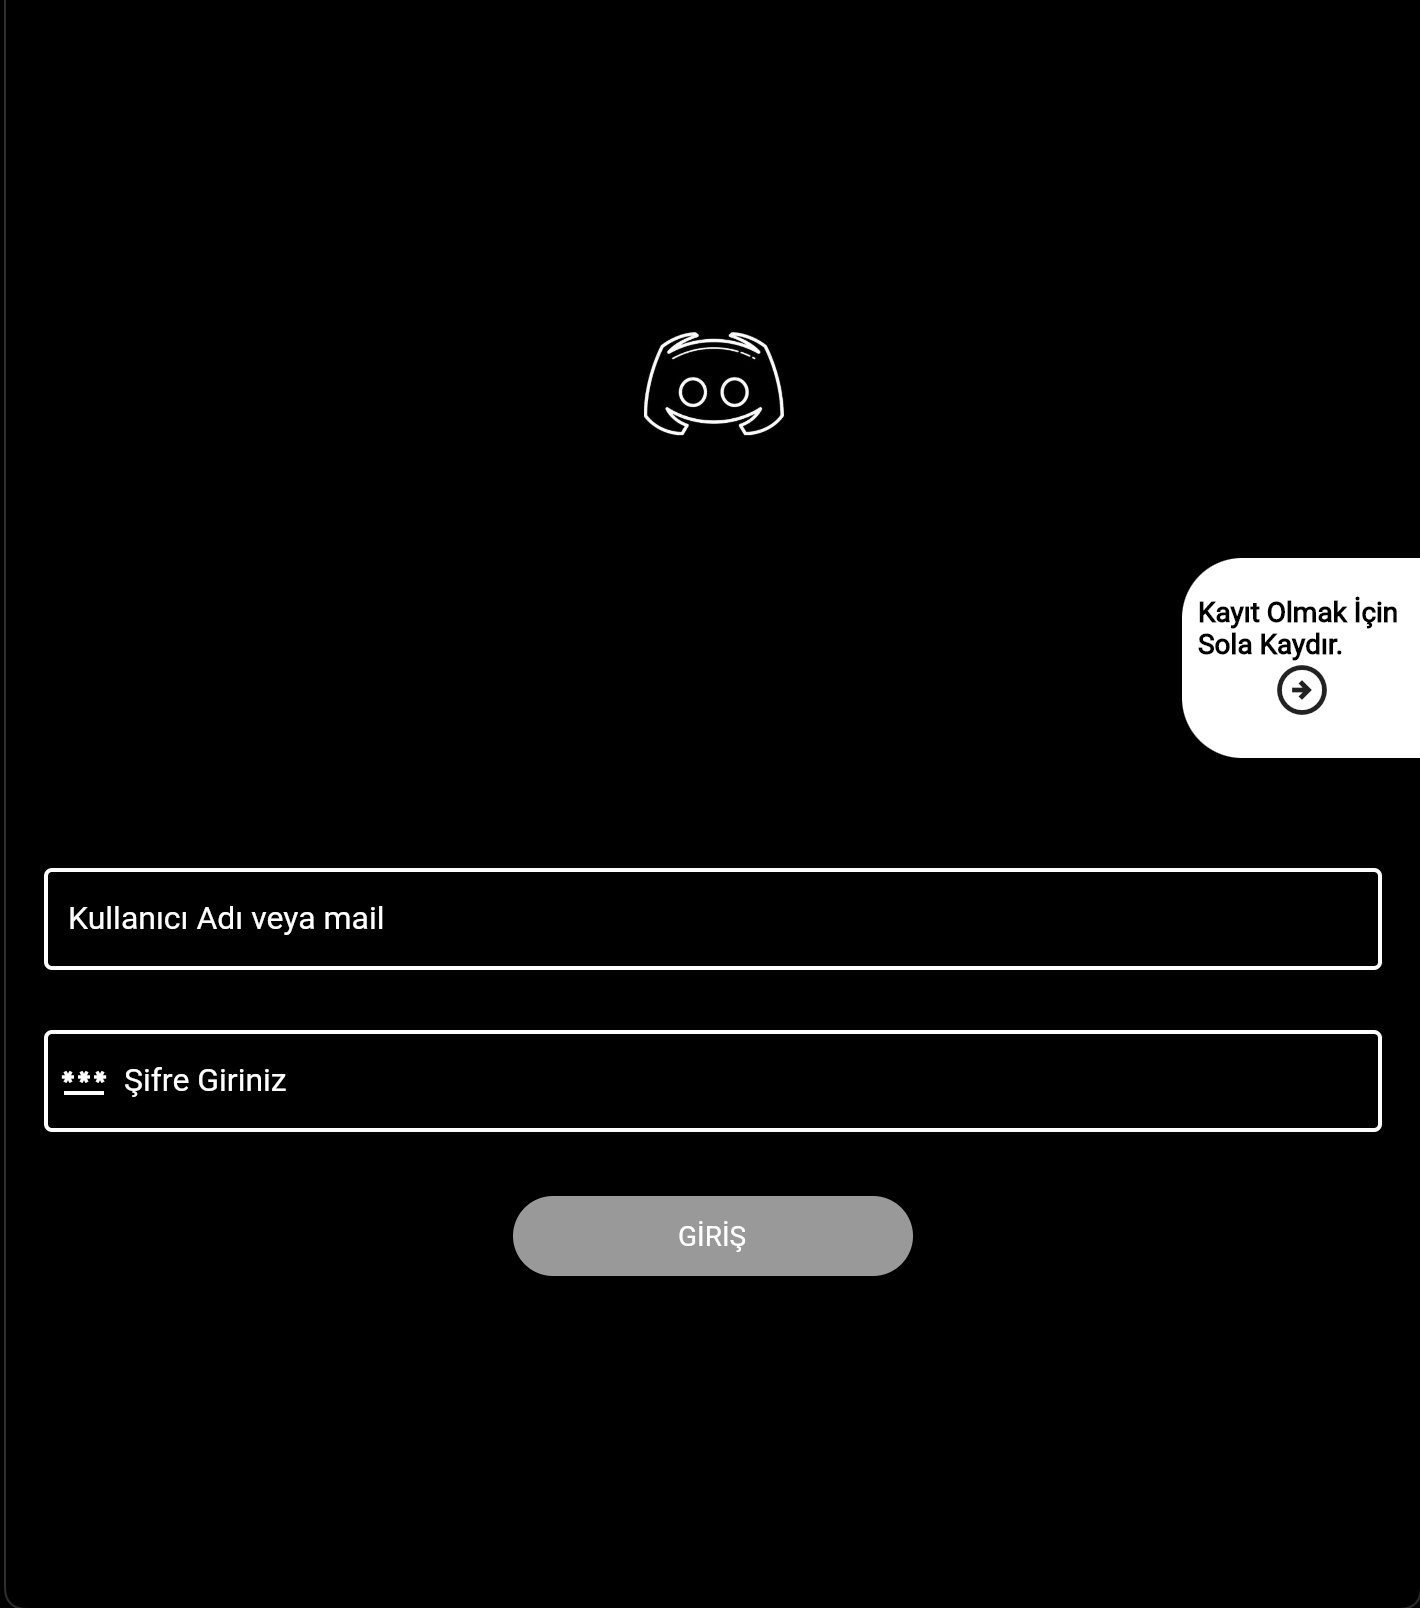 Kayıt Olmak İçin
Sola Kaydır.
Kullanıcı Adı veya mail
*** Şifre Giriniz
GİRİŞ